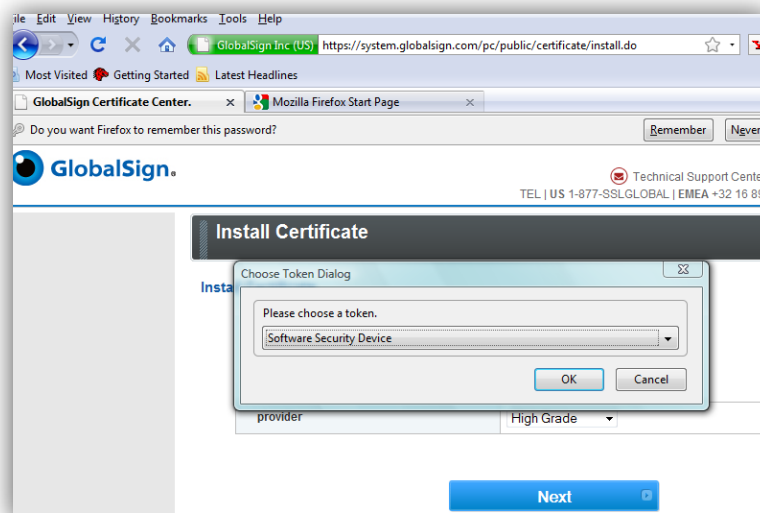 ile Edit View History Bookmarks Tools Help
GlobalSign Inc (US) https://system.globalsign.com/pc/public/certificate/install.do
Most Visited Getting Started Latest Headlines
GlobalSign Certificate Center. Mozilla Firefox Start Page
Do you want Firefox to remember this password? Remember Never
GlobalSign.
Technical Support Cente
TEL | US 1-877-SSLGLOBAL | EMEA +32 16 89
Install Certificate
Choose Token Dialog
Insta
Please choose a token.
Software Security Device
OK Cancel
provider High Grade
Next